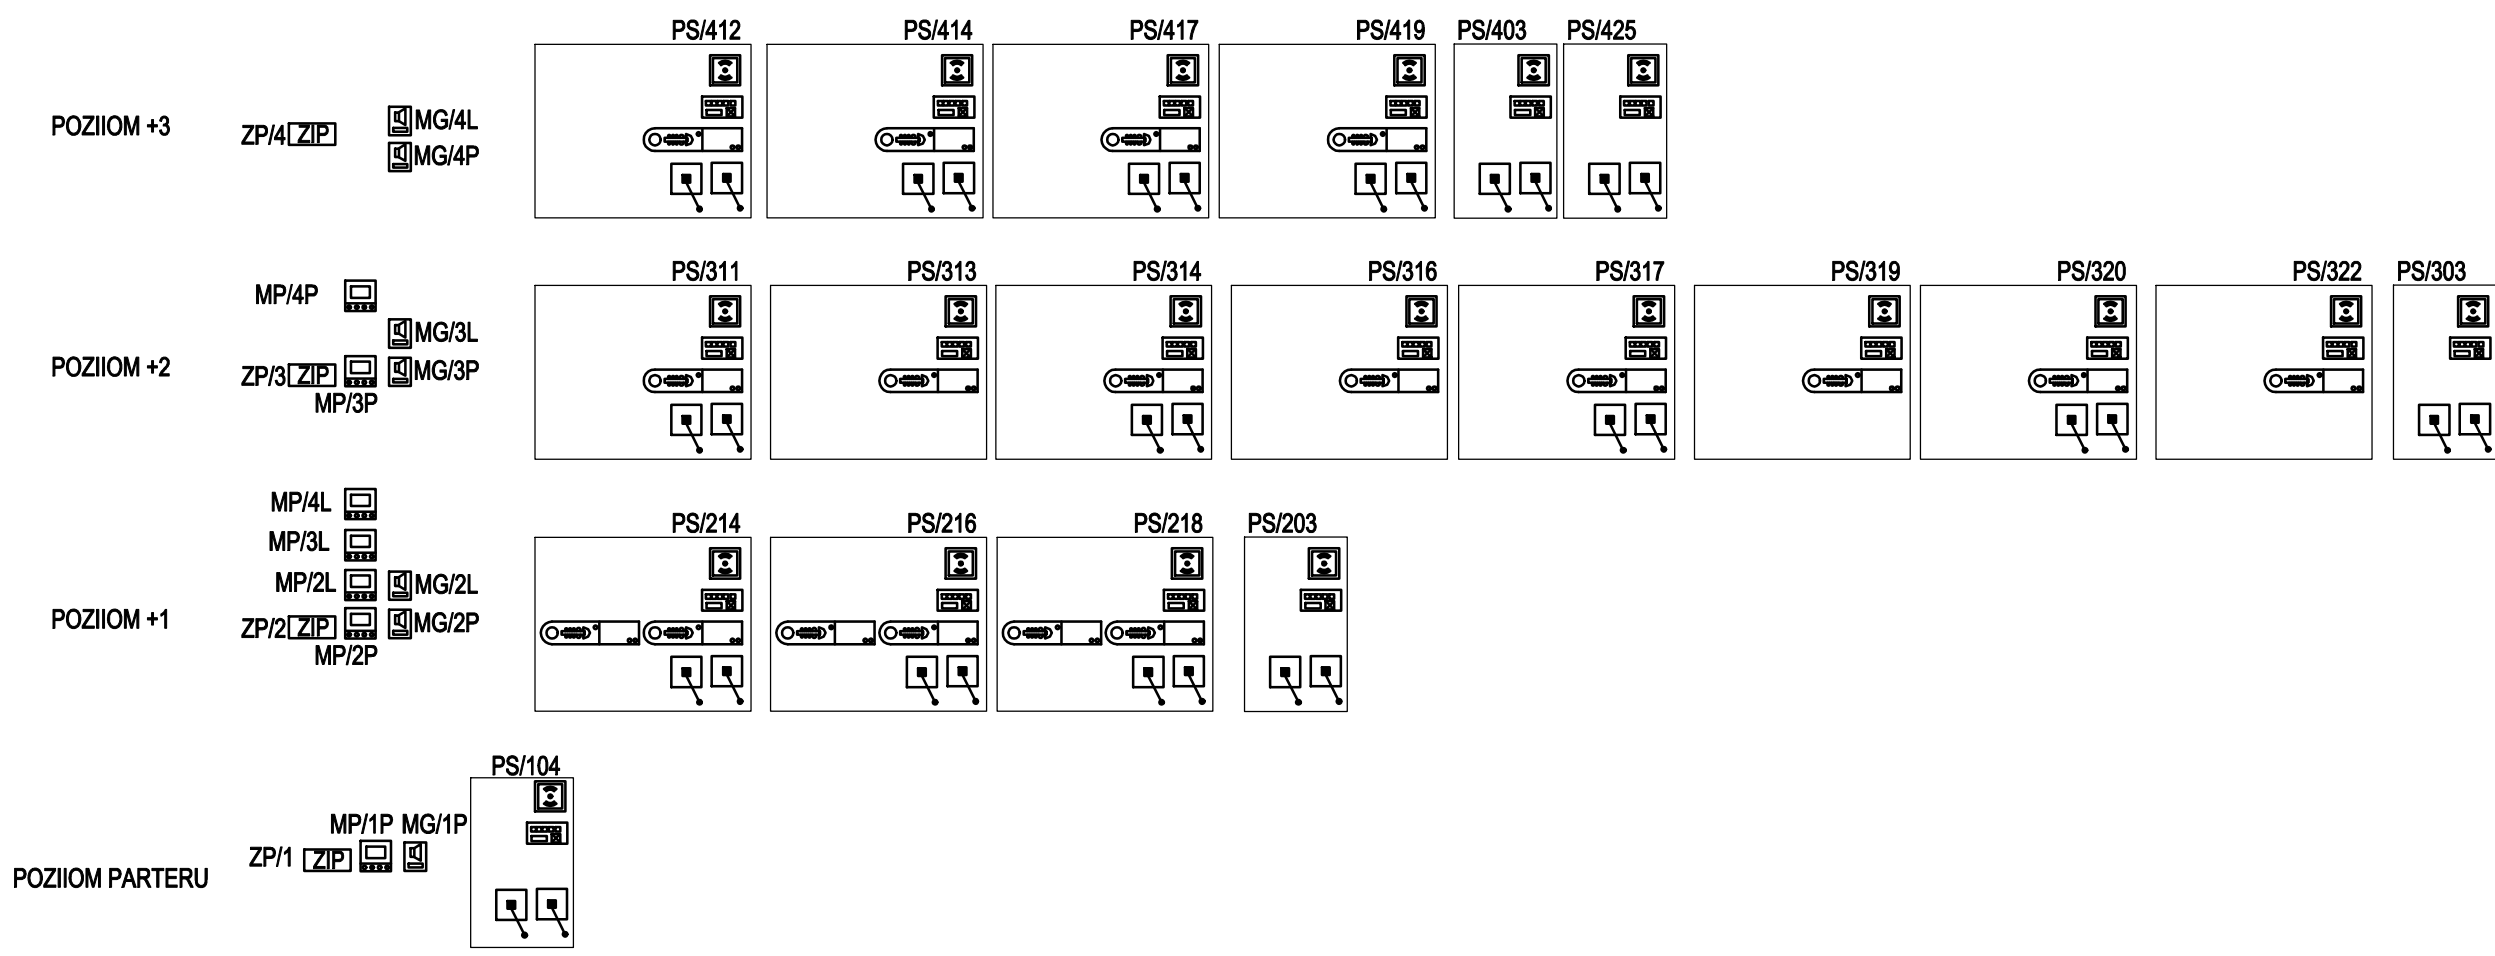 PS/412 PS/414 PS/417 PS/419 PS/403 PS/425
POZIIOM +3 ZP/4 ZIP MG/4L
MG/4P
PS/311 PS/313 PS/314 PS/316 PS/317 PS/319 PS/320 PS/322 PS/303
MP/4P
MG/3L
POZIIOM +2 ZP/3 ZIP MG/3P
MP/3P
MP/4L
PS/214 PS/216 PS/218 PS/203
MP/3L
MP/2L MG/2L
POZIIOM +1 ZP/2 ZIP MG/2P
MP/2P
PS/104
MP/1P MG/1P
ZP/1 ZIP
POZIIOM PARTERU